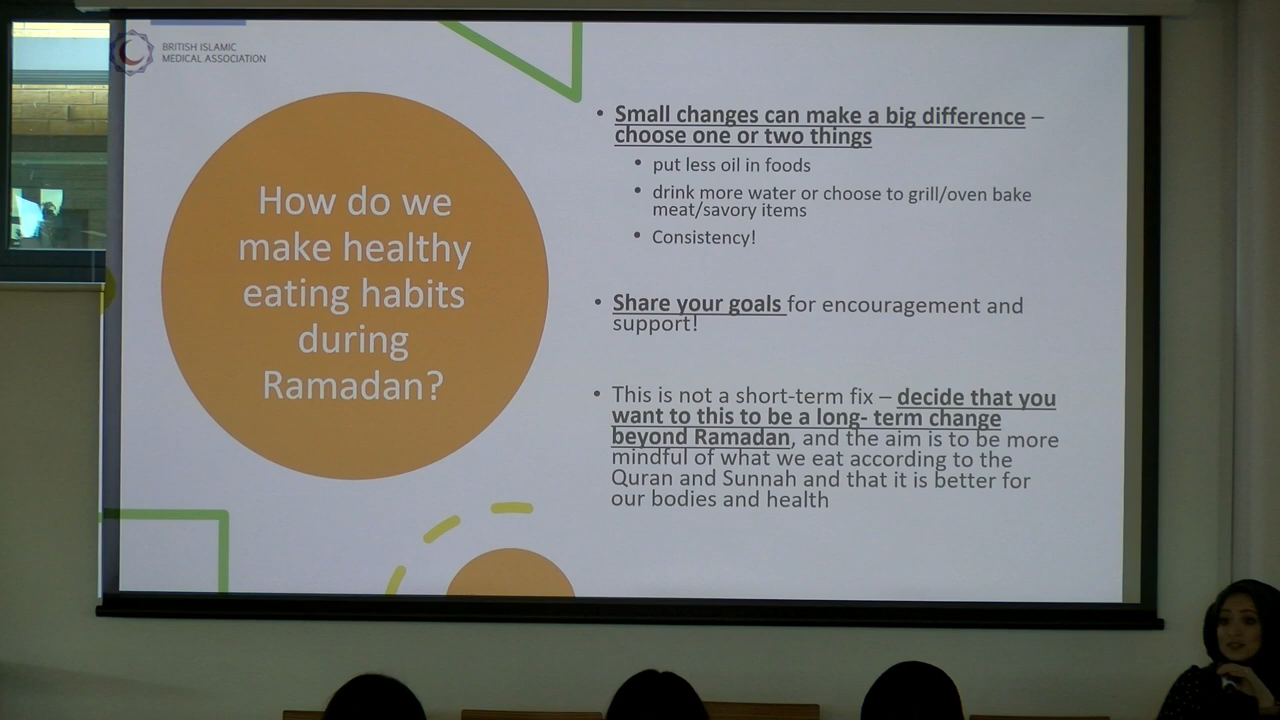 BRITISH ISLAMIC
MEDICAL ASSOCIATION
How do we
make healthy
eating habits
during
Ramadan?
• Small changes can make a big difference –
choose one or two things
• put less oil in foods
• drink more water or choose to grill/oven bake
meat/savory items
• Consistency!
• Share your goals for encouragement and
support!
• This is not a short-term fix – decide that you
want to this to be a long- term change
beyond Ramadan, and the aim is to be more
mindful of what we eat according to the
Quran and Sunnah and that it is better for
our bodies and health